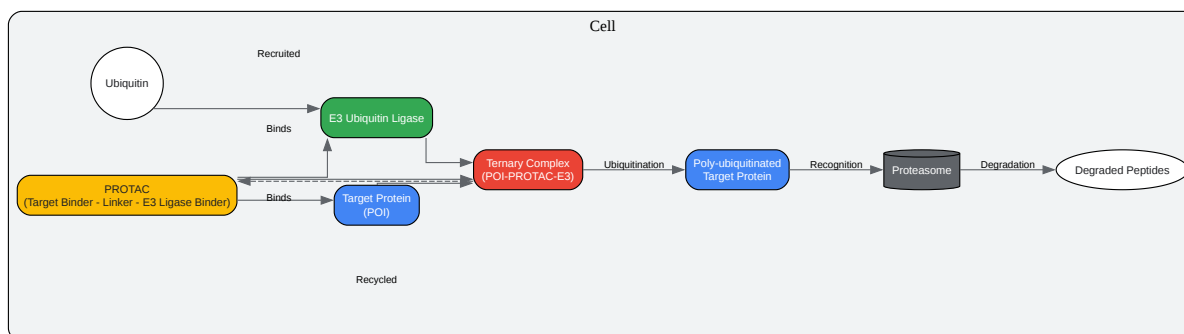 Cell
Recruited
Ubiquitin
E3 Ubiquitin Ligase
Binds
Ternary Complex
(POI-PROTAC-E3)
Ubiquitination
Poly-ubiquitinated
Target Protein
Recognition
Proteasome
Degradation
Degraded Peptides
PROTAC
(Target Binder - Linker - E3 Ligase Binder)
Binds
Target Protein
(POI)
Recycled